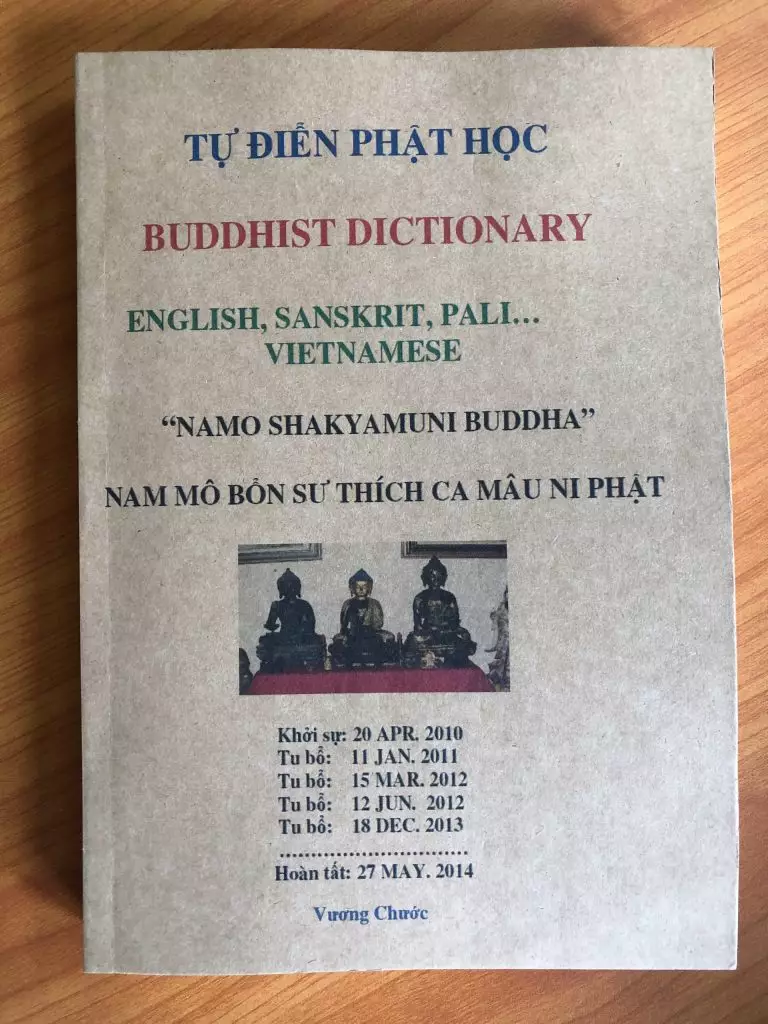 TỰ ĐIỂN PHẬT HỌC
BUDDHIST DICTIONARY
ENGLISH, SANSKRIT, PALI…
VIETNAMESE
“NAMO SHAKYAMUNI BUDDHA”
NAM MÔ BỔN SƯ THÍCH CA MÂU NI PHẬT
Khởi sự: 20 APR. 2010
Tu bổ: 11 JAN. 2011
Tu bổ: 15 MAR. 2012
Tu bổ: 12 JUN. 2012
Tu bổ: 18 DEC. 2013
..............................
Hoàn tất: 27 MAY. 2014
Vương Chước